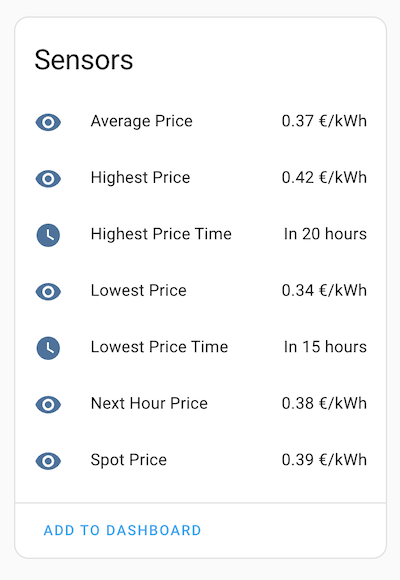 Sensors
Average Price 0.37 €/kWh
Highest Price 0.42 €/kWh
Highest Price Time In 20 hours
Lowest Price 0.34 €/kWh
Lowest Price Time In 15 hours
Next Hour Price 0.38 €/kWh
Spot Price 0.39 €/kWh
ADD TO DASHBOARD